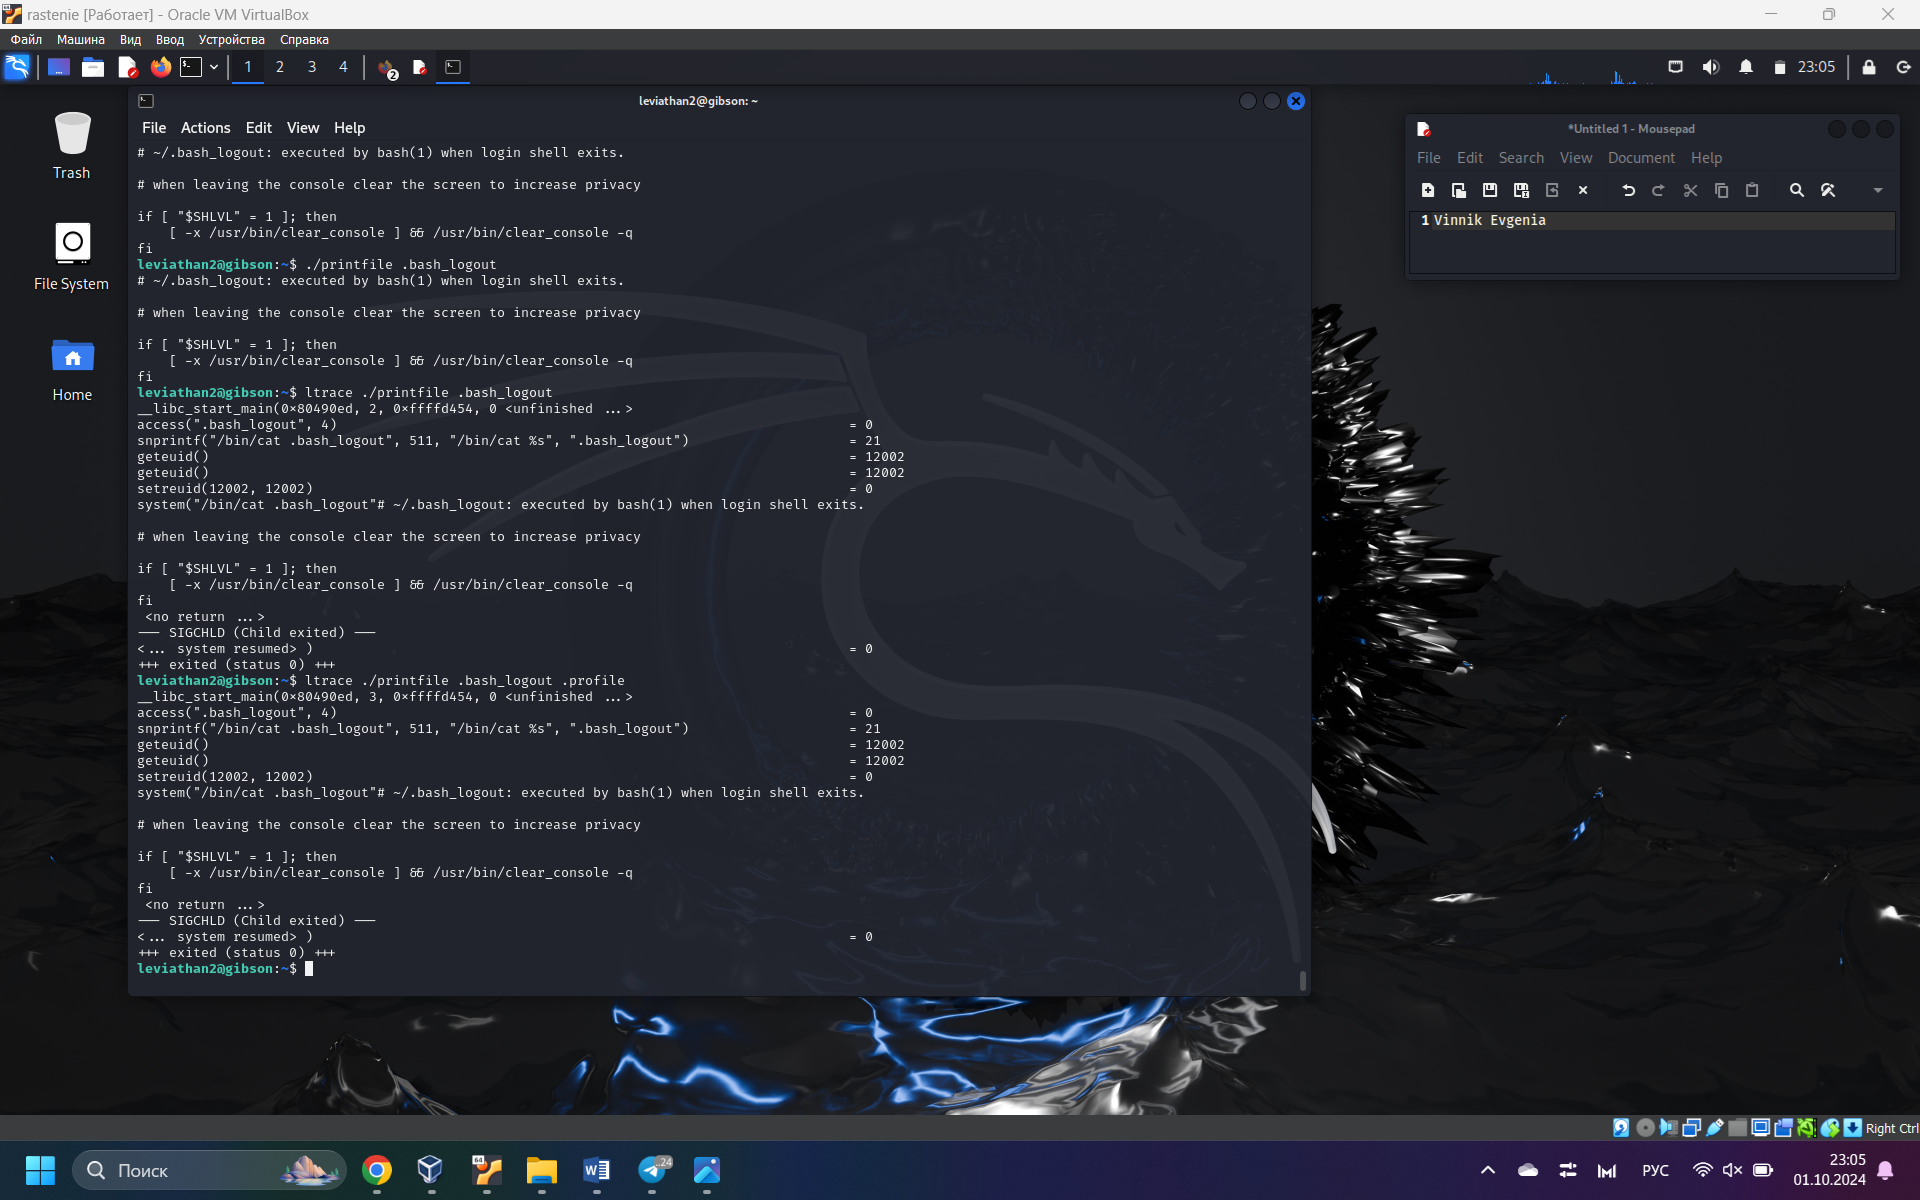 rastenie [Работает] - Oracle VM VirtualBox
Файл Машина Вид Ввод Устройства Справка
1 2 3 4 2 23:05
Trash
File System
Home
leviathan2@gibson: ~
File Actions Edit View Help
# ~/.bash_logout: executed by bash(1) when login shell exits.
# when leaving the console clear the screen to increase privacy
if [ "$SHLVL" = 1 ]; then
[ -x /usr/bin/clear_console ] && /usr/bin/clear_console -q
fi
leviathan2@gibson:~$ ./printfile .bash_logout
# ~/.bash_logout: executed by bash(1) when login shell exits.
# when leaving the console clear the screen to increase privacy
if [ "$SHLVL" = 1 ]; then
[ -x /usr/bin/clear_console ] && /usr/bin/clear_console -q
fi
leviathan2@gibson:~$ ltrace ./printfile .bash_logout
__libc_start_main(0×80490ed, 2, 0×ffffd454, 0 <unfinished ...>
access(".bash_logout", 4) = 0
snprintf("/bin/cat .bash_logout", 511, "/bin/cat %s", ".bash_logout") = 21
geteuid() = 12002
geteuid() = 12002
setreuid(12002, 12002) = 0
system("/bin/cat .bash_logout"# ~/.bash_logout: executed by bash(1) when login shell exits.
# when leaving the console clear the screen to increase privacy
if [ "$SHLVL" = 1 ]; then
[ -x /usr/bin/clear_console ] && /usr/bin/clear_console -q
fi
<no return ...>
--- SIGCHLD (Child exited) ---
<... system resumed> ) = 0
+++ exited (status 0) +++
leviathan2@gibson:~$ ltrace ./printfile .bash_logout .profile
__libc_start_main(0×80490ed, 3, 0×ffffd454, 0 <unfinished ...>
access(".bash_logout", 4) = 0
snprintf("/bin/cat .bash_logout", 511, "/bin/cat %s", ".bash_logout") = 21
geteuid() = 12002
geteuid() = 12002
setreuid(12002, 12002) = 0
system("/bin/cat .bash_logout"# ~/.bash_logout: executed by bash(1) when login shell exits.
# when leaving the console clear the screen to increase privacy
if [ "$SHLVL" = 1 ]; then
[ -x /usr/bin/clear_console ] && /usr/bin/clear_console -q
fi
<no return ...>
--- SIGCHLD (Child exited) ---
<... system resumed> ) = 0
+++ exited (status 0) +++
leviathan2@gibson:~$
*Untitled 1 - Mousepad
File Edit Search View Document Help
1 Vinnik Evgenia
Right Ctrl
Поиск
64
24
РУС
23:05
01.10.2024